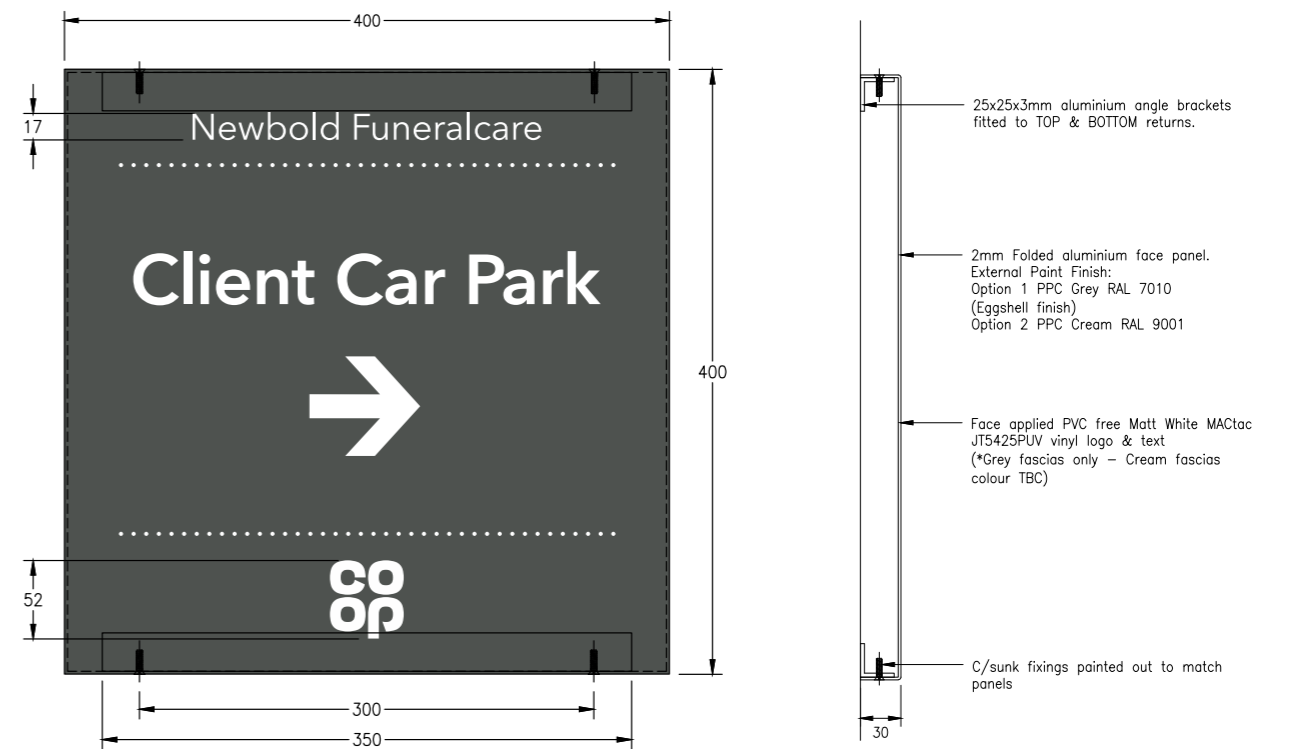 400
17
Newbold Funeralcare
Client Car Park
400
52
co
op
300
350
25x25x3mm aluminium angle brackets
fitted to TOP & BOTTOM returns.
2mm Folded aluminium face panel.
External Paint Finish:
Option 1 PPC Grey RAL 7010
(Eggshell finish)
Option 2 PPC Cream RAL 9001
Face applied PVC free Matt White MACtac
JT5425PUV vinyl logo & text
(*Grey fascias only – Cream fascias
colour TBC)
C/sunk fixings painted out to match
panels
30